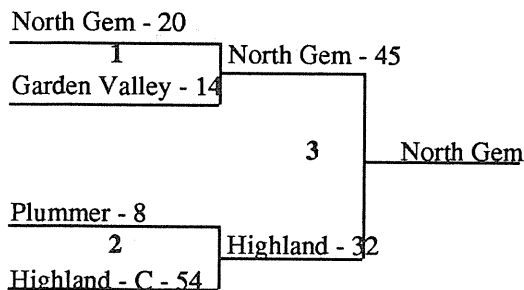 North Gem - 20
1
North Gem - 45
Garden Valley - 14
3
North Gem
Plummer - 8
2
Highland - 32
Highland - C - 54